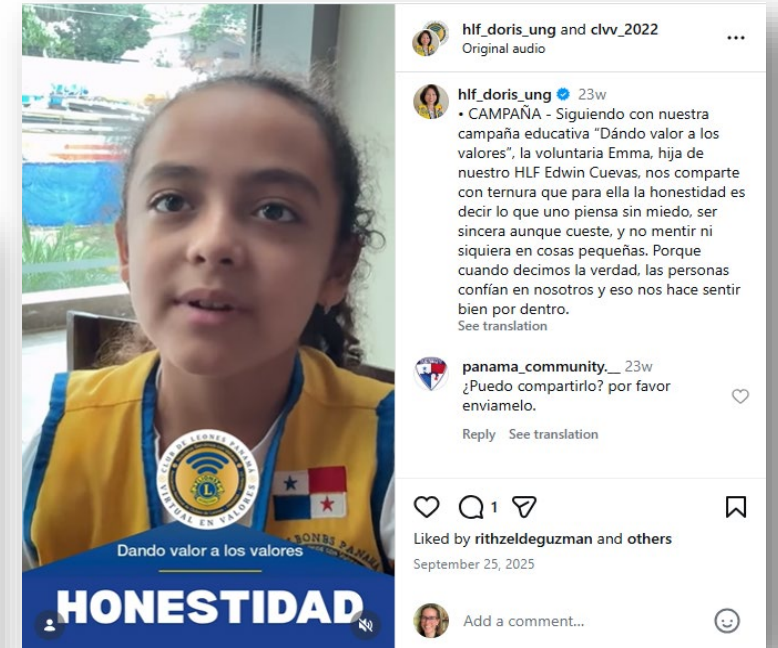 hlf_doris_ung and clvv_2022
Original audio
hlf_doris_ung 23w
• CAMPAÑA - Siguiendo con nuestra
campaña educativa “Dándo valor a los
valores”, la voluntaria Emma, hija de
nuestro HLF Edwin Cuevas, nos comparte
con ternura que para ella la honestidad es
decir lo que uno piensa sin miedo, ser
sincera aunque cueste, y no mentir ni
siquiera en cosas pequeñas. Porque
cuando decimos la verdad, las personas
confían en nosotros y eso nos hace sentir
bien por dentro.
See translation
panama_community.__ 23w
¿Puedo compartirlo? por favor
enviamelo.
Reply See translation
1
Liked by rithzeldeguzman and others
September 25, 2025
Add a comment...
CLUB DE LEONES PANAMÁ
VIRTUAL EN VALORES
L
Dando valor a los valores
HONESTIDAD